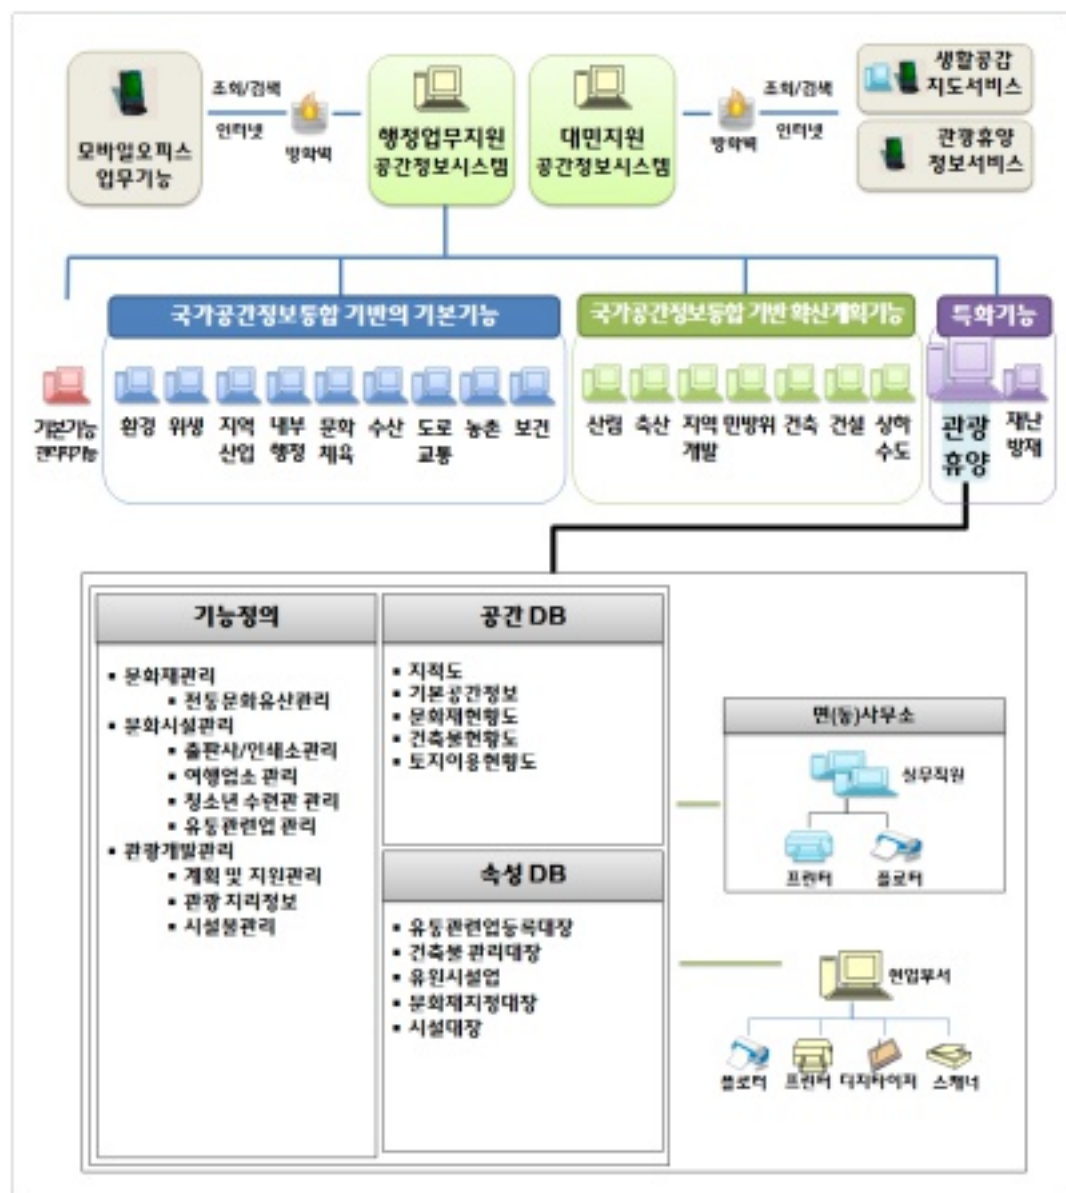 모바일오피스
업무기능
조회/검색
인터넷
방화벽
행정업무지원
공간정보시스템
대민지원
공간정보시스템
방화벽
조회/검색
인터넷
생활공감
지도서비스
관광휴양
정보서비스
국가공간정보통합 기반의 기본기능
국가공간정보통합 기반 확산계획기능
특화기능
기본기능
관리자기능
환경
위생
지역
산업
내부
행정
문화
체육
수산
도로
교통
농촌
보건
산림
축산
지역
개발
민방위
건축
건설
상하
수도
관광
휴양
재난
방재
기능정의
▪ 문화재관리
▪ 전통문화유산관리
▪ 문화시설관리
▪ 출판사/인쇄소관리
▪ 여행업소 관리
▪ 청소년 수련관 관리
▪ 유통관련업 관리
▪ 관광개발관리
▪ 계획 및 지원관리
▪ 관광 지리정보
▪ 시설물관리
공간 DB
▪ 지적도
▪ 기본공간정보
▪ 문화재현황도
▪ 건축물현황도
▪ 토지이용현황도
속성 DB
▪ 유통관련업등록대장
▪ 건축물 관리대장
▪ 유원시설업
▪ 문화재지정대장
▪ 시설대장
면(동)사무소
실무직원
프린터
플로터
현업부서
플로터
프린터
디지타이저
스캐너